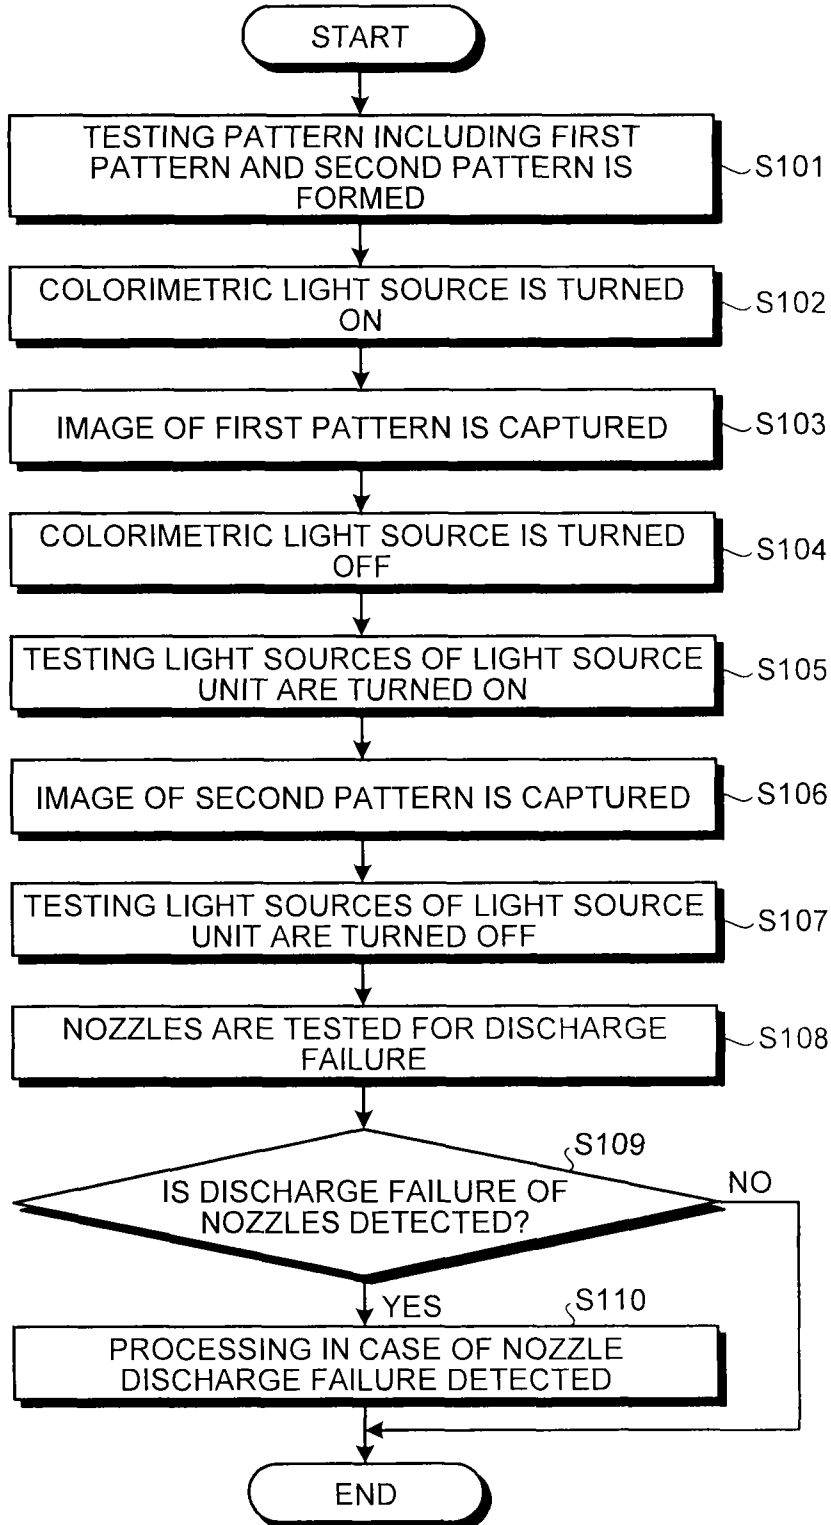 START
TESTING PATTERN INCLUDING FIRST
PATTERN AND SECOND PATTERN IS
FORMED
S101
COLORIMETRIC LIGHT SOURCE IS TURNED
ON
S102
IMAGE OF FIRST PATTERN IS CAPTURED
S103
COLORIMETRIC LIGHT SOURCE IS TURNED
OFF
S104
TESTING LIGHT SOURCES OF LIGHT SOURCE
UNIT ARE TURNED ON
S105
IMAGE OF SECOND PATTERN IS CAPTURED
S106
TESTING LIGHT SOURCES OF LIGHT SOURCE
UNIT ARE TURNED OFF
S107
NOZZLES ARE TESTED FOR DISCHARGE
FAILURE
S108
S109
IS DISCHARGE FAILURE OF
NOZZLES DETECTED?
NO
YES
S110
PROCESSING IN CASE OF NOZZLE
DISCHARGE FAILURE DETECTED
END